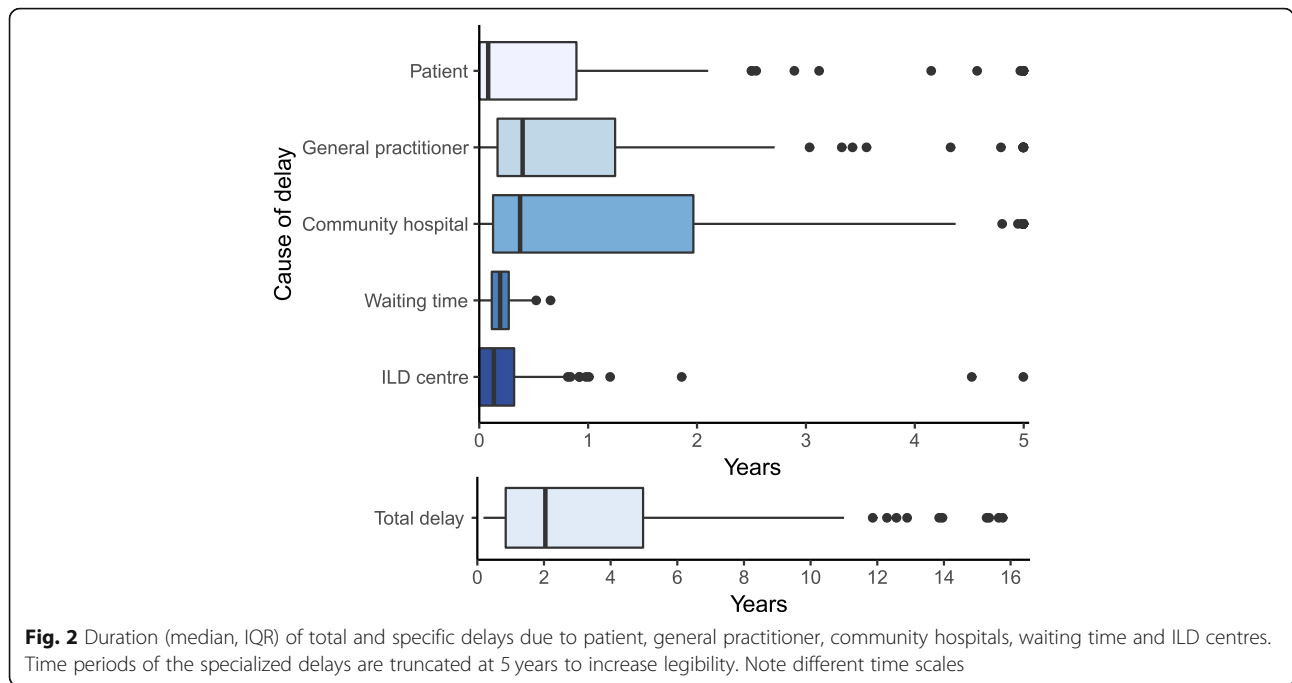 Cause of delay
Patient
General practitioner
Community hospital
Waiting time
ILD centre
0 1 2 3 4 5
Years
Total delay
0 2 4 6 8 10 12 14 16
Years
Fig. 2 Duration (median, IQR) of total and specific delays due to patient, general practitioner, community hospitals, waiting time and ILD centres.
Time periods of the specialized delays are truncated at 5 years to increase legibility. Note different time scales